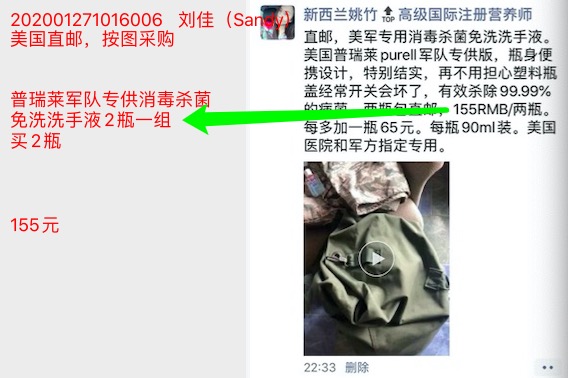 202001271016006 刘佳（Sandy）
美国直邮，按图采购
普瑞莱军队专供消毒杀菌
免洗洗手液2瓶一组
买2瓶
155元
新西兰姚竹 TOP 高级国际注册营养师
直邮，美军专用消毒杀菌免洗洗手液。
美国普瑞莱purell军队专供版，瓶身便
携设计，特别结实，再不用担心塑料瓶
盖经常开关会坏了，有效杀除99.99%
的病菌，两瓶包直邮，155RMB/两瓶。
每多加一瓶65元。每瓶90ml装。美国
医院和军方指定专用。
22:33 删除